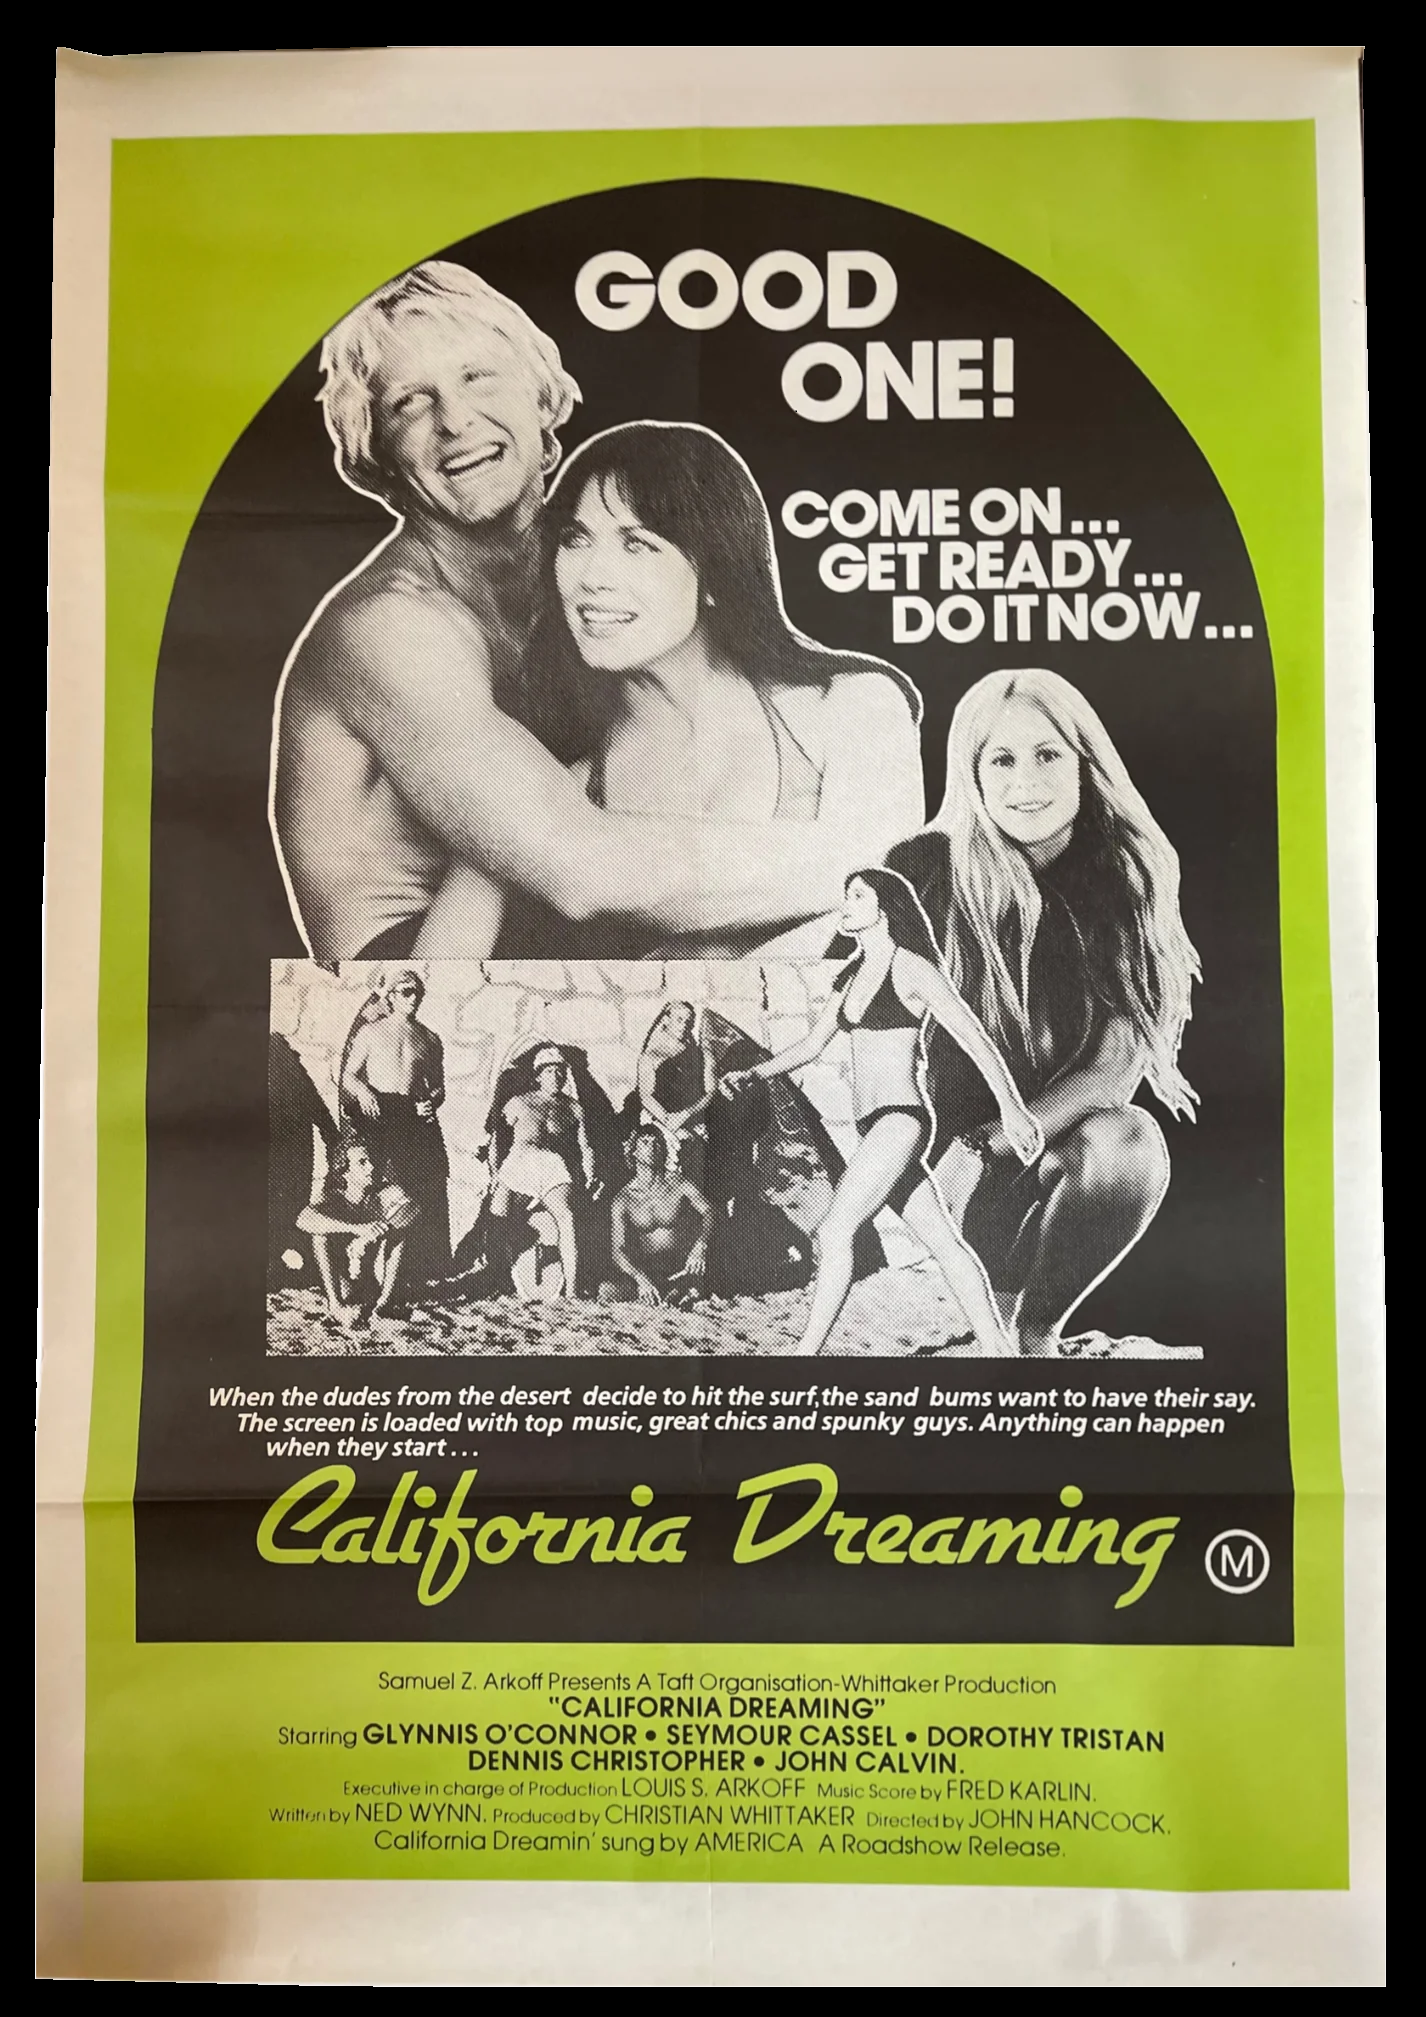 GOOD
ONE!
COME ON...
GET READY...
DO IT NOW...
When the dudes from the desert decide to hit the surf, the sand bums want to have their say.
The screen is loaded with top music, great chics and spunky guys. Anything can happen
when they start...
California Dreaming
M
Samuel Z. Arkoff Presents A Taft Organisation-Whittaker Production
"CALIFORNIA DREAMING"
Starring GLYNNIS O'CONNOR • SEYMOUR CASSEL • DOROTHY TRISTAN
DENNIS CHRISTOPHER • JOHN CALVIN.
Executive in charge of Production LOUIS S. ARKOFF Music Score by FRED KARLIN.
Written by NED WYNN. Produced by CHRISTIAN WHITTAKER Directed by JOHN HANCOCK.
California Dreamin' sung by AMERICA A Roadshow Release.